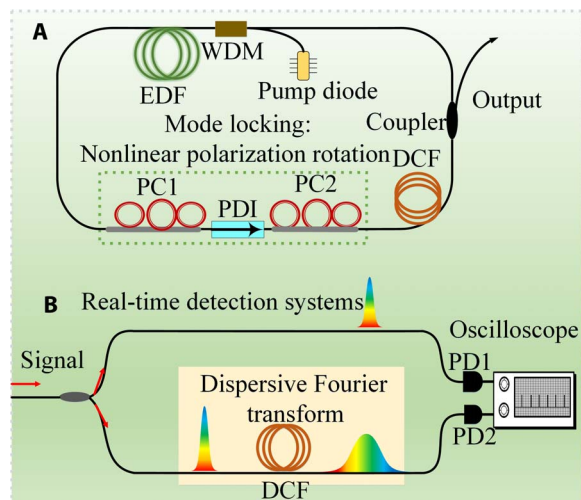 A
WDM
EDF
Pump diode
Output
Mode locking:
Coupler
Nonlinear polarization rotation
DCF
PC1
PC2
PDI
B
Real-time detection systems
Oscilloscope
Signal
PD1
Dispersive Fourier
transform
PD2
DCF